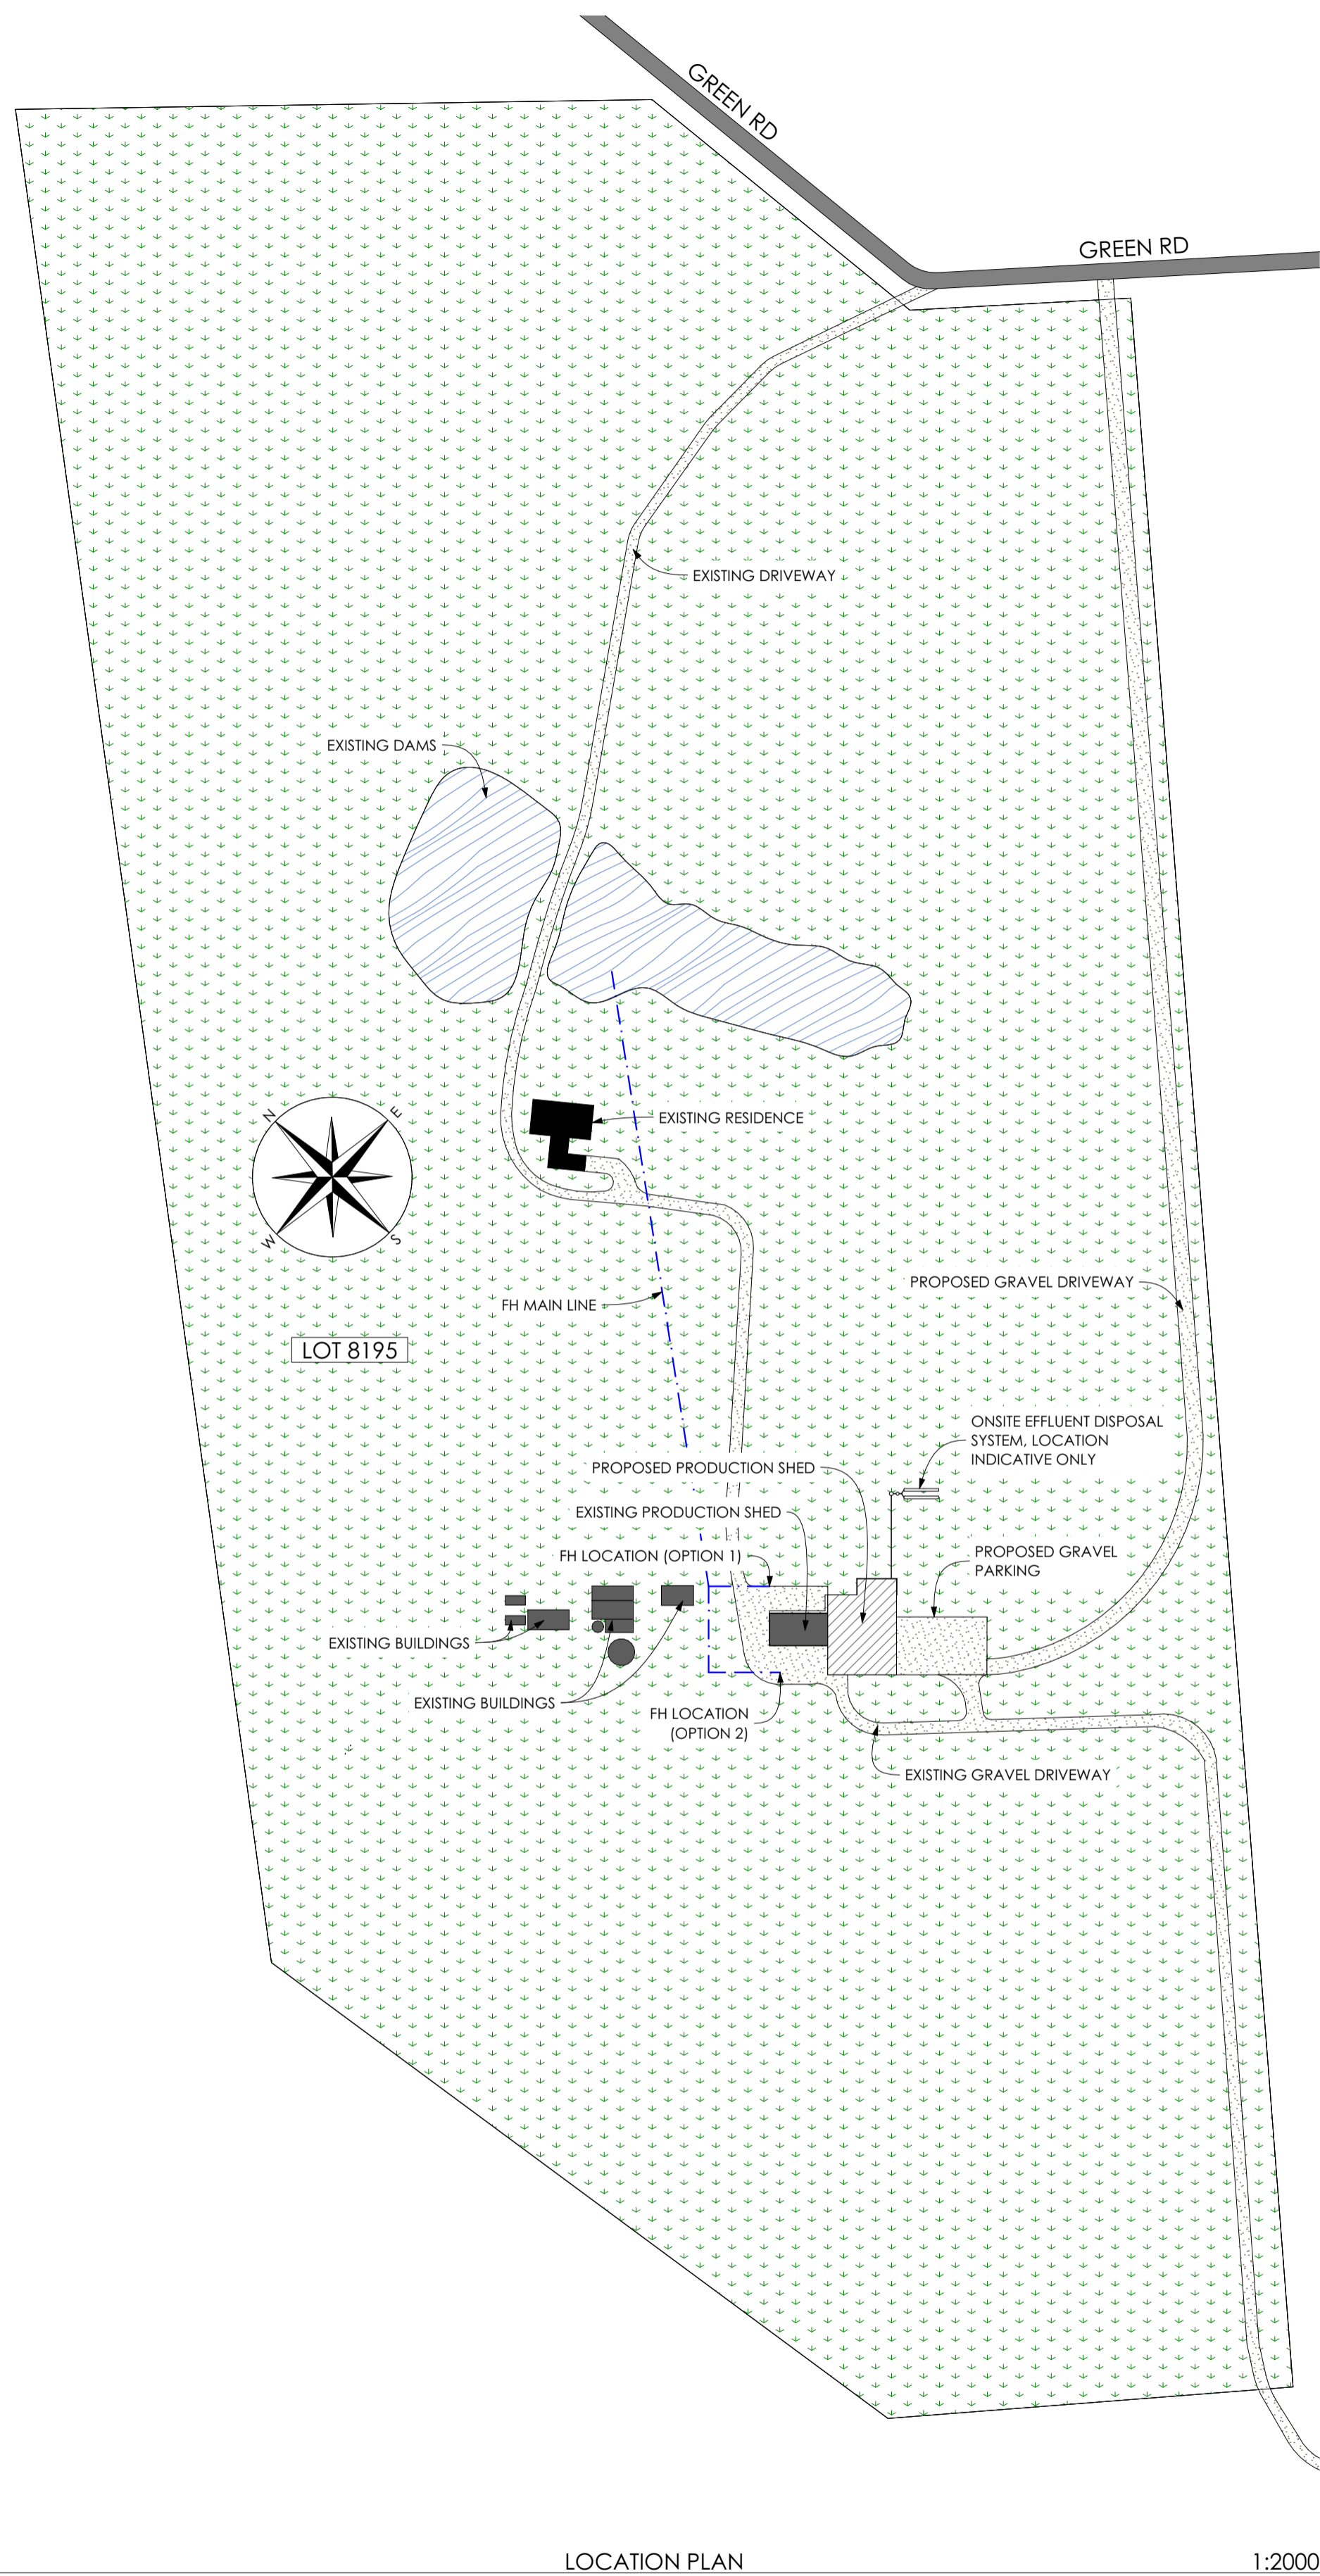 GREEN RD
GREEN RD
EXISTING DRIVEWAY
EXISTING DAMS
N
E
EXISTING RESIDENCE
W
S
PROPOSED GRAVEL DRIVEWAY
FH MAIN LINE
LOT 8195
ONSITE EFFLUENT DISPOSAL
SYSTEM, LOCATION
INDICATIVE ONLY
PROPOSED PRODUCTION SHED
EXISTING PRODUCTION SHED
FH LOCATION (OPTION 1)
PROPOSED GRAVEL
PARKING
EXISTING BUILDINGS
EXISTING BUILDINGS
FH LOCATION
(OPTION 2)
EXISTING GRAVEL DRIVEWAY
LOCATION PLAN
1:2000